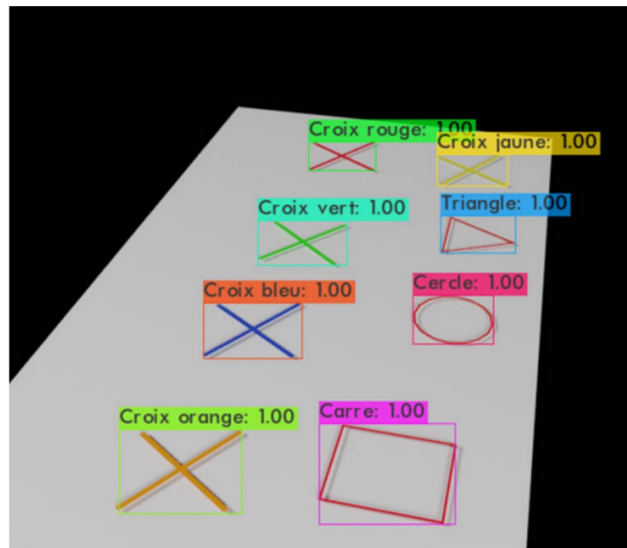 Croix rouge: 1.00
Croix jaune: 1.00
Croix vert: 1.00
Triangle: 1.00
Croix bleu: 1.00
Cercle: 1.00
Croix orange: 1.00
Carre: 1.00